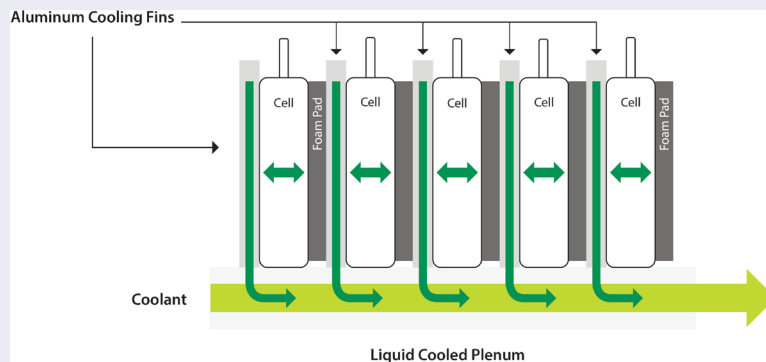 Aluminum Cooling Fins
Cell
Foam Pad
Cell
Cell
Cell
Cell
Foam Pad
Coolant
Liquid Cooled Plenum